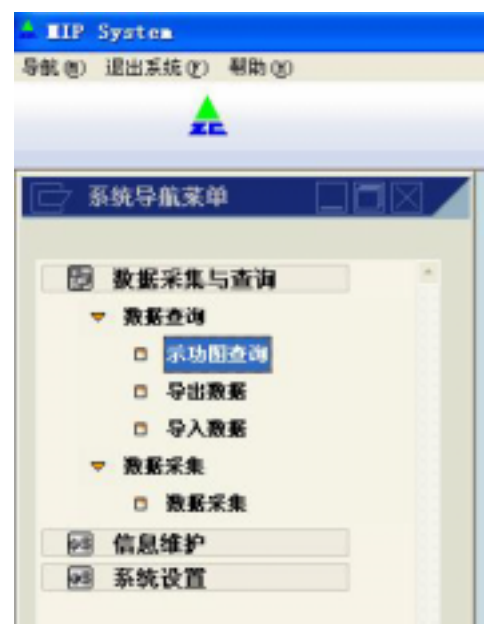 MIP System
导航(N) 退出系统(F) 帮助(X)
ZC
系统导航菜单
数据采集与查询
数据查询
示功图查询
导出数据
导入数据
数据采集
数据采集
信息维护
系统设置